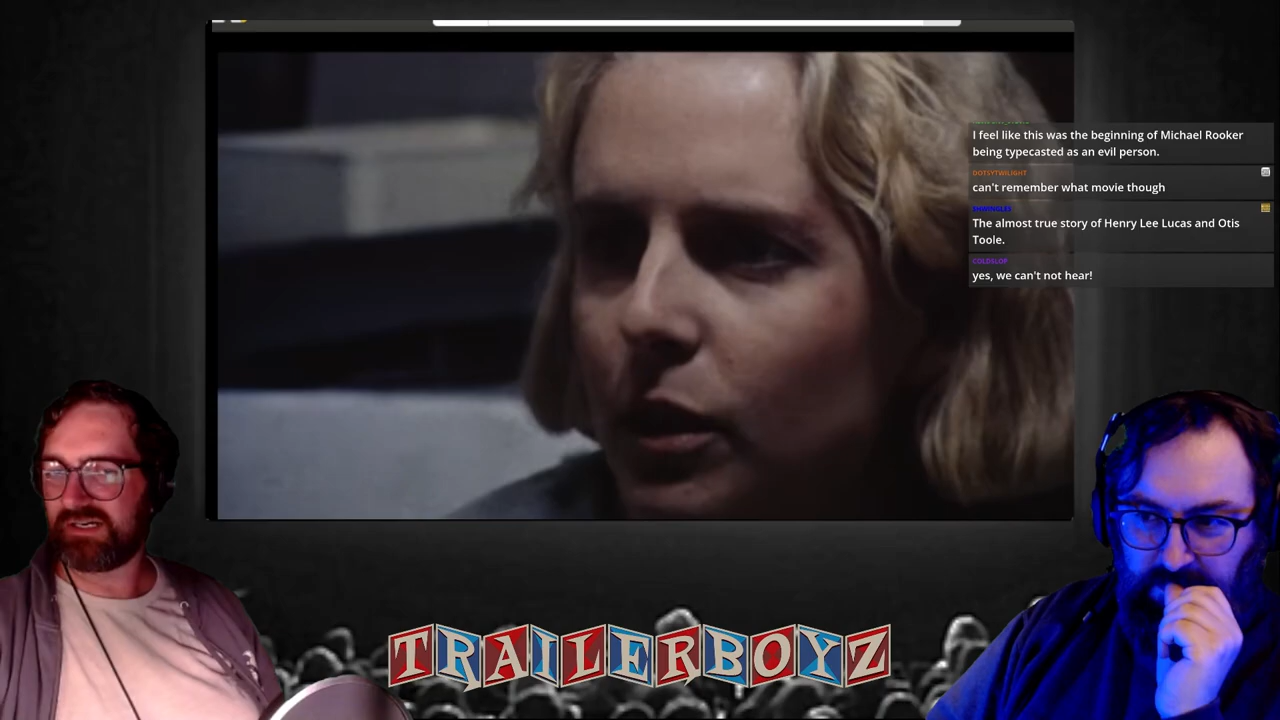 I feel like this was the beginning of Michael Rooker
being typecasted as an evil person.
DOTSYTWILIGHT
can't remember what movie though
The almost true story of Henry Lee Lucas and Otis
Toole.
COLDSLOP
yes, we can't not hear!
TRAILERBOYZ